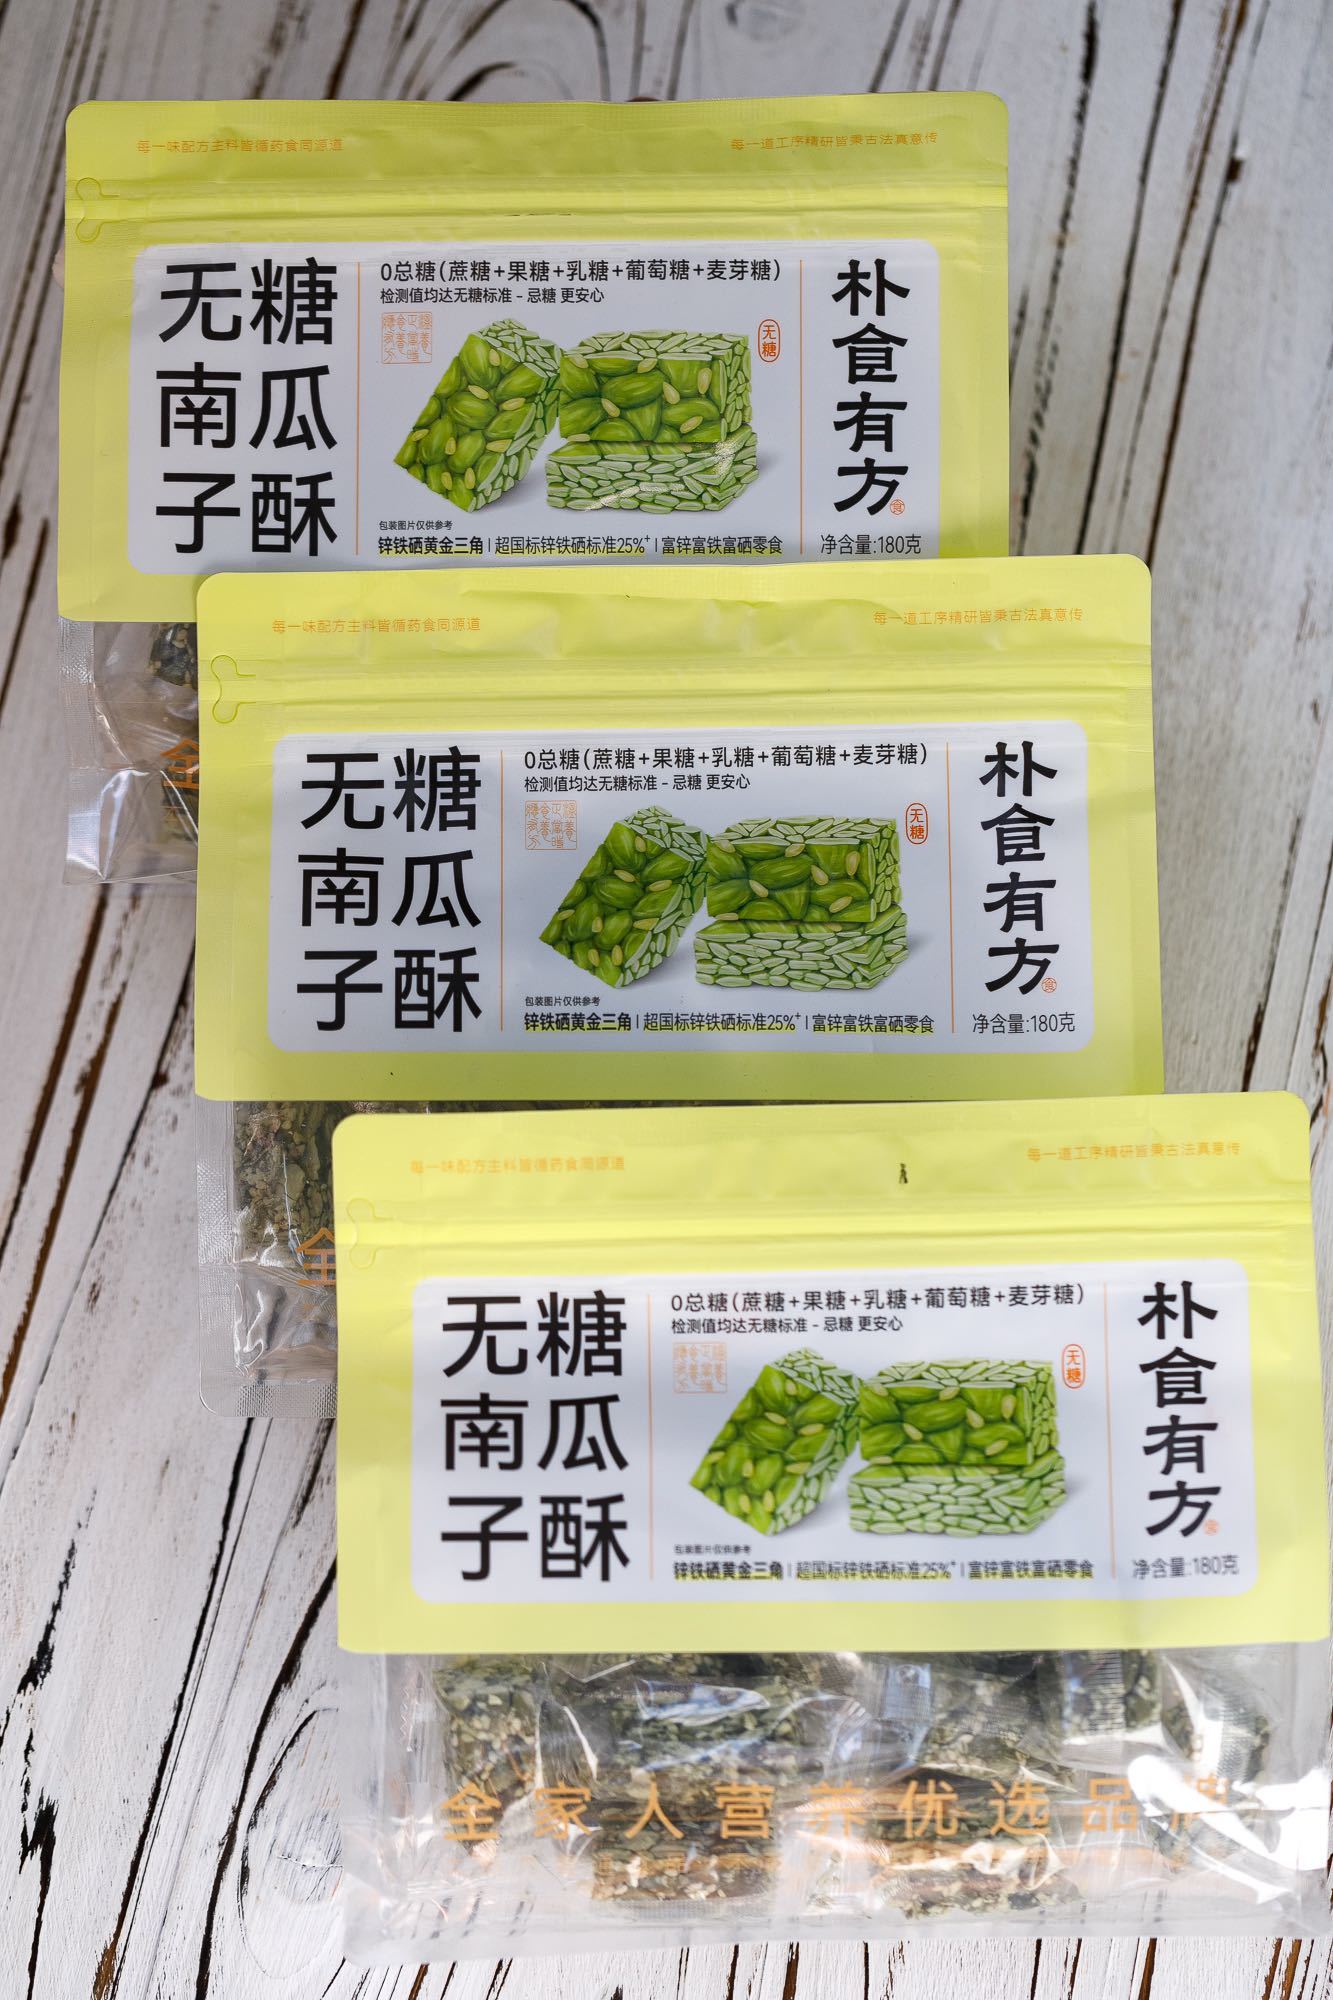 每一味配方主料皆循药食同源道
每一道工序精研皆秉古法真意传
无糖
南瓜
子酥
0总糖(蔗糖+果糖+乳糖+葡萄糖+麦芽糖)
检测值均达无糖标准-忌糖 更安心
无糖
包装图片仅供参考
锌铁硒黄金三角|超国标锌铁硒标准25%+|富锌富铁富硒零食
朴食有方
食
净含量:180克
全
每一味配方主料皆循药食同源道
每一道工序精研皆秉古法真意传
无糖
南瓜
子酥
0总糖(蔗糖+果糖+乳糖+葡萄糖+麦芽糖)
检测值均达无糖标准-忌糖 更安心
无糖
包装图片仅供参考
锌铁硒黄金三角|超国标锌铁硒标准25%+|富锌富铁富硒零食
朴食有方
食
净含量:180克
全
每一味配方主料皆循药食同源道
每一道工序精研皆秉古法真意传
无糖
南瓜
子酥
0总糖(蔗糖+果糖+乳糖+葡萄糖+麦芽糖)
检测值均达无糖标准-忌糖 更安心
无糖
包装图片仅供参考
锌铁硒黄金三角|超国标锌铁硒标准25%+|富锌富铁富硒零食
朴食有方
食
净含量:180克
全家人营养优选品牌